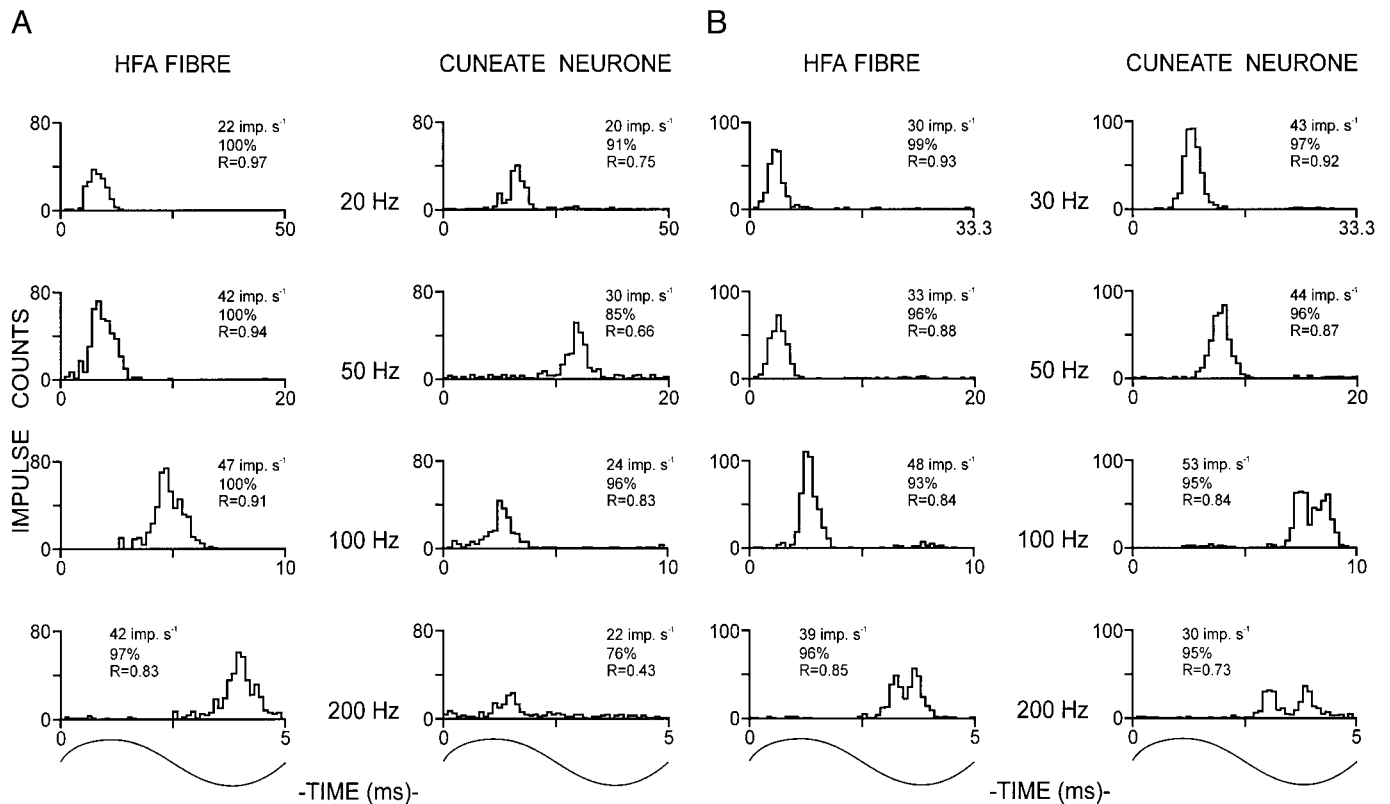 A
B
HFA FIBRE
CUNEATE NEURONE
HFA FIBRE
CUNEATE NEURONE
80
0
0
50
22 imp. s⁻¹
100%
R=0.97
20 Hz
80
0
0
50
20 imp. s⁻¹
91%
R=0.75
100
0
0
33.3
30 imp. s⁻¹
99%
R=0.93
30 Hz
100
0
0
33.3
43 imp. s⁻¹
97%
R=0.92
IMPULSE COUNTS
80
0
0
20
42 imp. s⁻¹
100%
R=0.94
50 Hz
80
0
0
20
30 imp. s⁻¹
85%
R=0.66
100
0
0
20
33 imp. s⁻¹
96%
R=0.88
50 Hz
100
0
0
20
44 imp. s⁻¹
96%
R=0.87
80
0
0
10
47 imp. s⁻¹
100%
R=0.91
100 Hz
80
0
0
10
24 imp. s⁻¹
96%
R=0.83
100
0
0
10
48 imp. s⁻¹
93%
R=0.84
100 Hz
100
0
0
10
53 imp. s⁻¹
95%
R=0.84
80
0
0
5
42 imp. s⁻¹
97%
R=0.83
200 Hz
80
0
0
5
22 imp. s⁻¹
76%
R=0.43
100
0
0
5
39 imp. s⁻¹
96%
R=0.85
200 Hz
100
0
0
5
30 imp. s⁻¹
95%
R=0.73
-TIME (ms)-
-TIME (ms)-